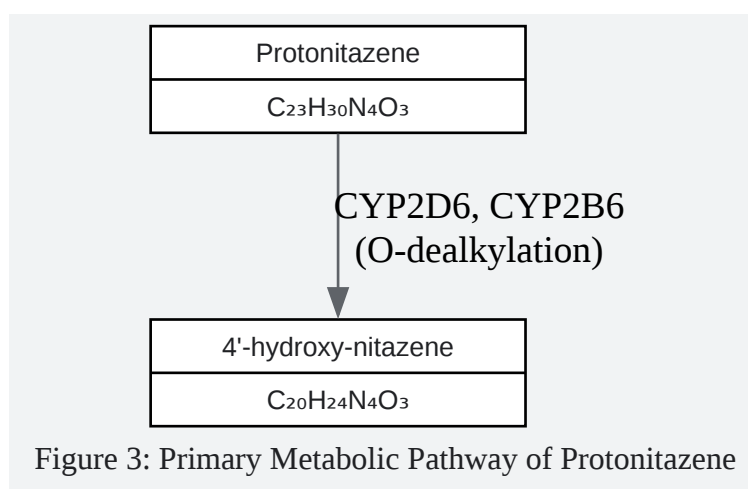 Protonitazene
C₂₃H₃₀N₄O₃
CYP2D6, CYP2B6
(O-dealkylation)
4'-hydroxy-nitazene
C₂₀H₂₄N₄O₃
Figure 3: Primary Metabolic Pathway of Protonitazene